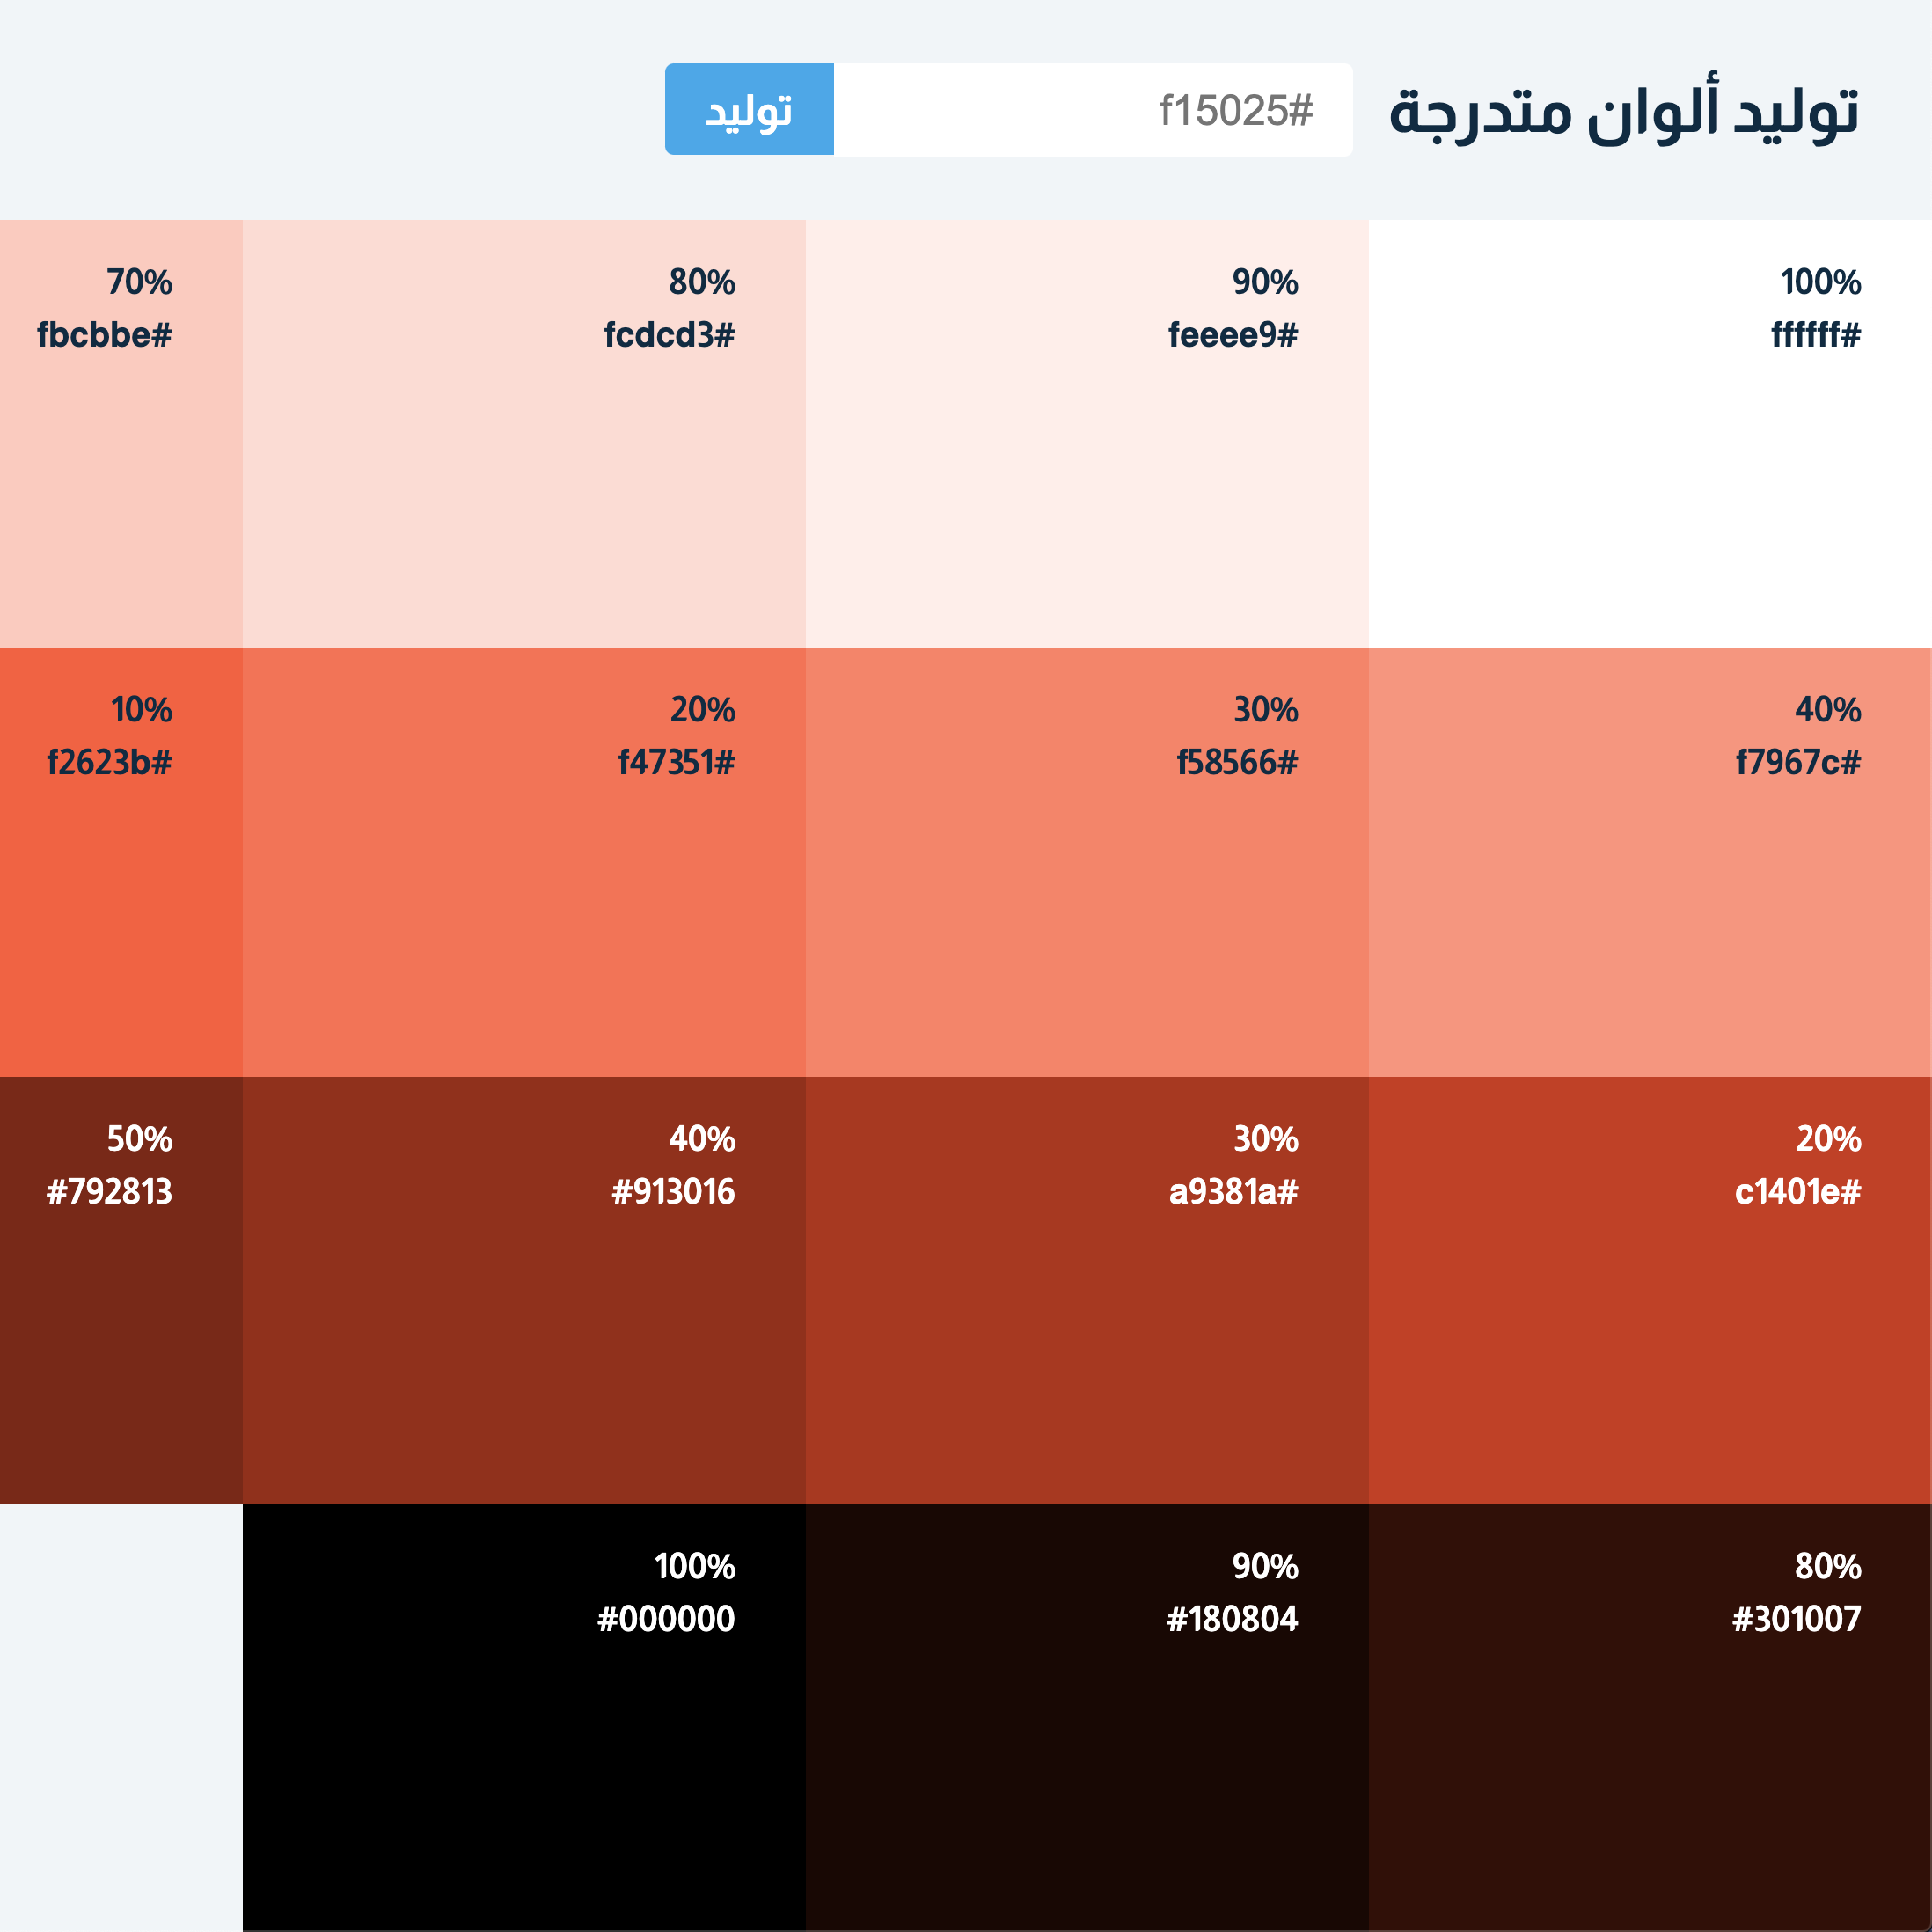 توليد ألوان متدرجة
f15025#
توليد
100%
ffffff#
90%
feeee9#
80%
fcdcd3#
70%
fbcbbe#
40%
f7967c#
30%
f58566#
20%
f47351#
10%
f2623b#
20%
c1401e#
30%
a9381a#
40%
#913016
50%
#792813
80%
#301007
90%
#180804
100%
#000000